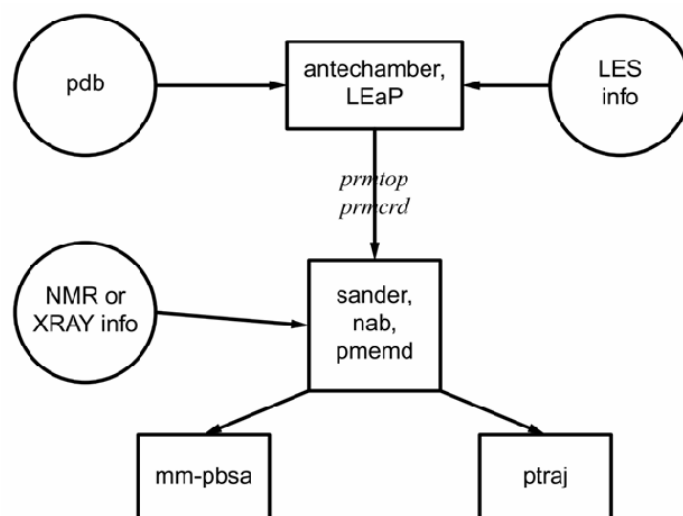 pdb
antechamber,
LEaP
LES
info
prmtop
prmcrd
NMR or
XRAY info
sander,
nab,
pmemd
mm-pbsa
ptraj